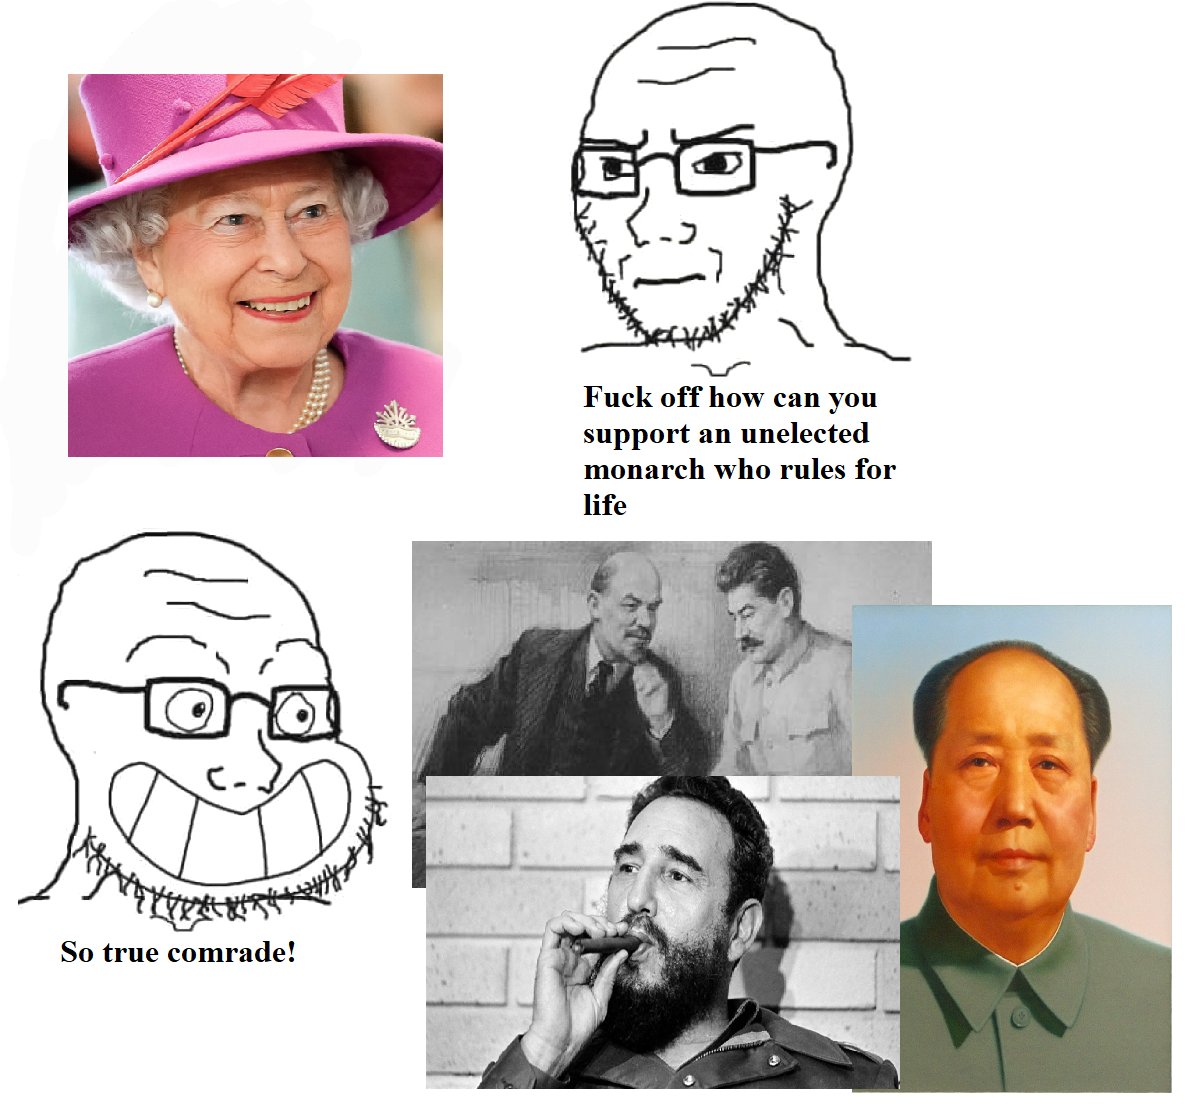 Fuck off how can you
support an unelected
monarch who rules for
life
So true comrade!